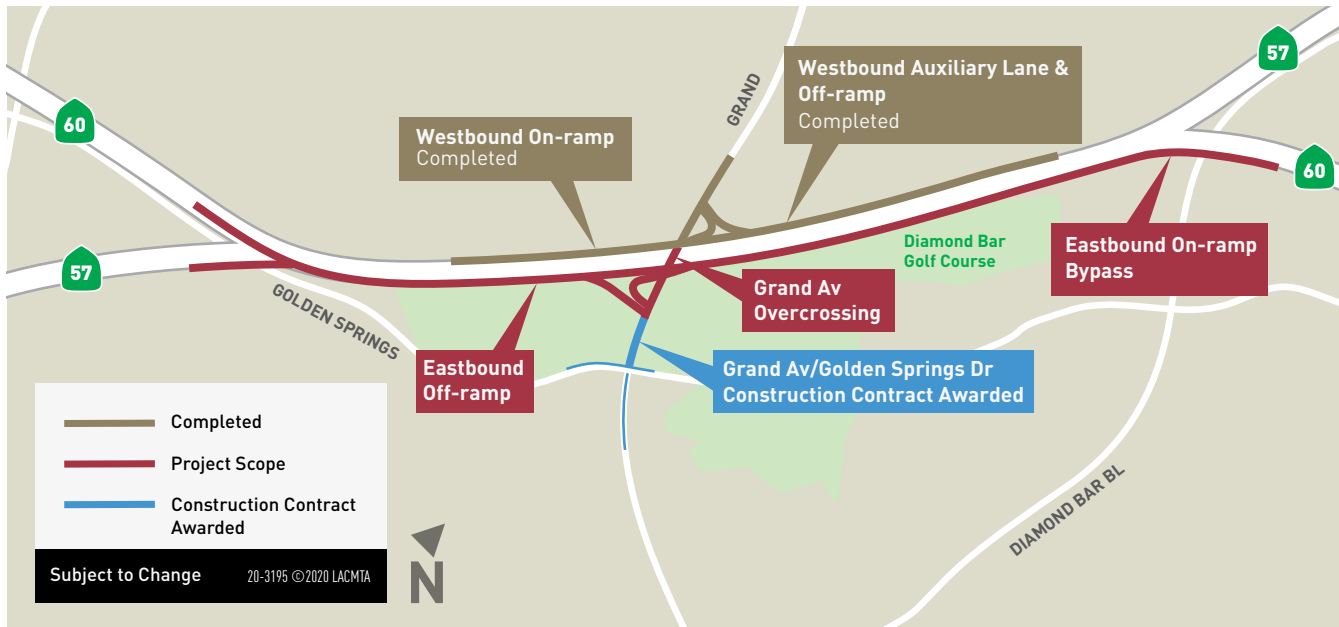 57
Westbound Auxiliary Lane &
Off-ramp
Completed
GRAND
60
Westbound On-ramp
Completed
60
Diamond Bar
Golf Course
Eastbound On-ramp
Bypass
57
Grand Av
Overcrossing
GOLDEN SPRINGS
Eastbound
Off-ramp
Grand Av/Golden Springs Dr
Construction Contract Awarded
Completed
Project Scope
Construction Contract
Awarded
DIAMOND BAR BL
Subject to Change 20-3195 ©2020 LACMTA
N